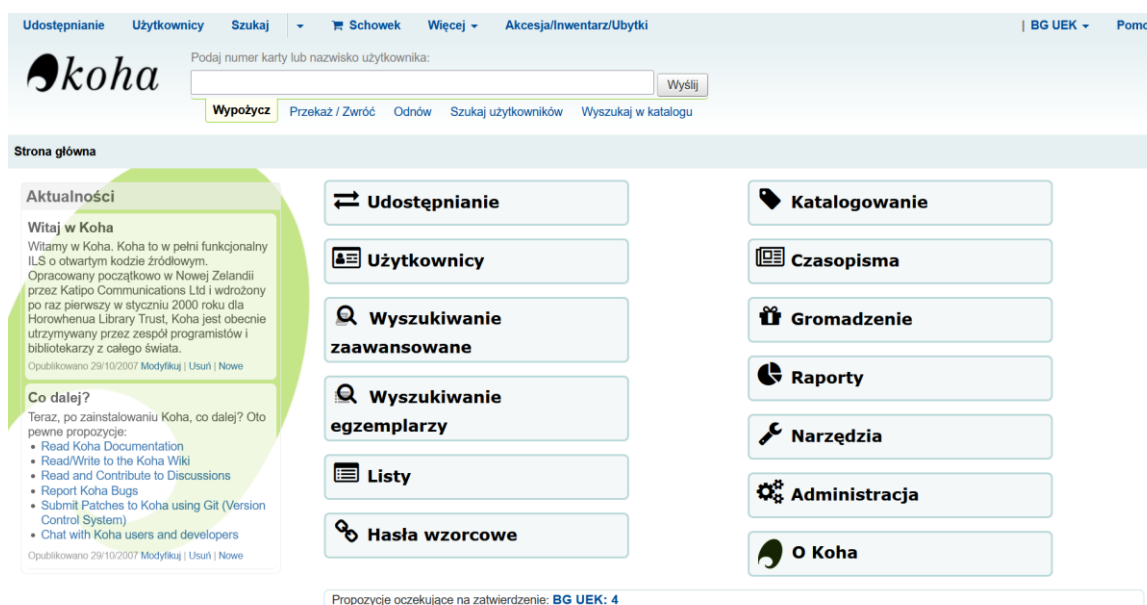 Udostępnianie Użytkownicy Szukaj Schowek Więcej Akcesja/Inwentarz/Ubytki | BG UEK Pomo
koha
Podaj numer karty lub nazwisko użytkownika:
Wyślij
Wypożycz Przekaż / Zwróć Odnów Szukaj użytkowników Wyszukaj w katalogu
Strona główna
Aktualności
Witaj w Koha
Witamy w Koha. Koha to w pełni funkcjonalny
ILS o otwartym kodzie źródłowym.
Opracowany początkowo w Nowej Zelandii
przez Katipo Communications Ltd i wdrożony
po raz pierwszy w styczniu 2000 roku dla
Horowhenua Library Trust, Koha jest obecnie
utrzymywany przez zespół programistów i
bibliotekarzy z całego świata.
Opublikowano 29/10/2007 Modyfikuj | Usuń | Nowe
Co dalej?
Teraz, po zainstalowaniu Koha, co dalej? Oto
pewne propozycje:
• Read Koha Documentation
• Read/Write to the Koha Wiki
• Read and Contribute to Discussions
• Report Koha Bugs
• Submit Patches to Koha using Git (Version
Control System)
• Chat with Koha users and developers
Opublikowano 29/10/2007 Modyfikuj | Usuń | Nowe
Udostępnianie
Użytkownicy
Wyszukiwanie
zaawansowane
Wyszukiwanie
egzemplarzy
Listy
Hasła wzorcowe
Katalogowanie
Czasopisma
Gromadzenie
Raporty
Narzędzia
Administracja
O Koha
Propozycje oczekujące na zatwierdzenie: BG UEK: 4